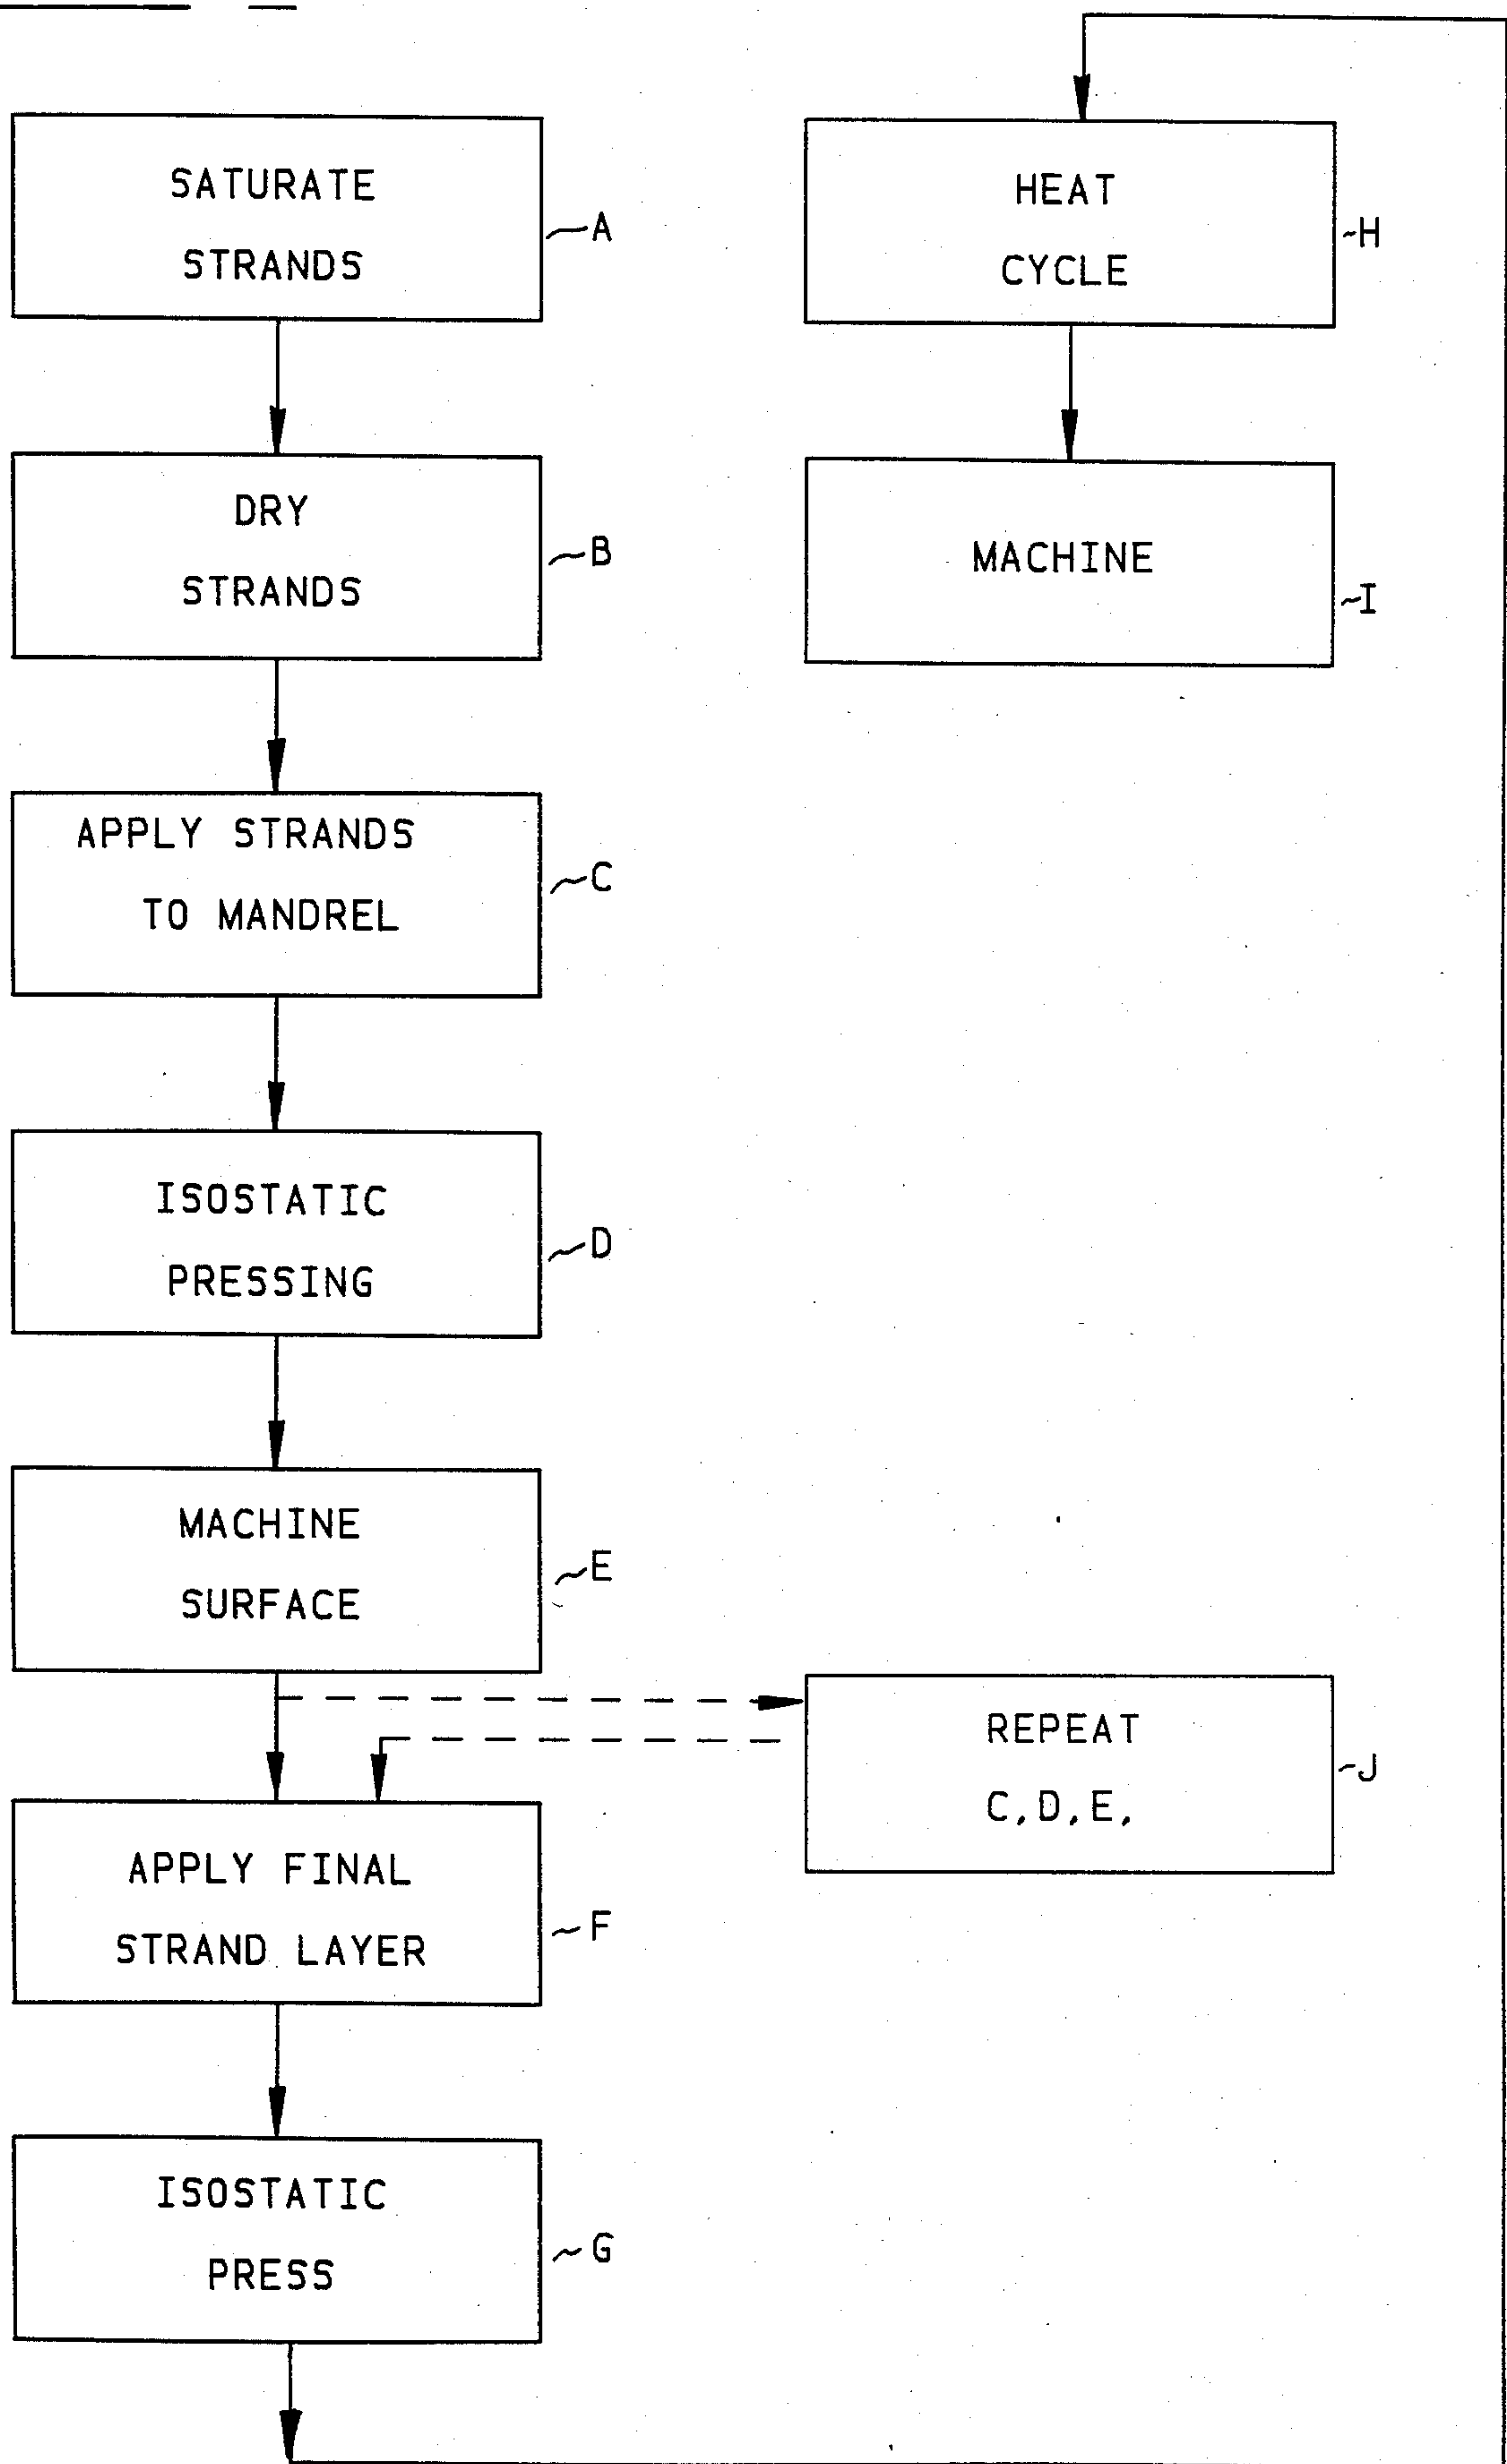 SATURATE
STRANDS
A
DRY
STRANDS
B
APPLY STRANDS
TO MANDREL
C
ISOSTATIC
PRESSING
D
MACHINE
SURFACE
E
APPLY FINAL
STRAND LAYER
F
ISOSTATIC
PRESS
G
HEAT
CYCLE
H
MACHINE
I
REPEAT
C,D,E,
J